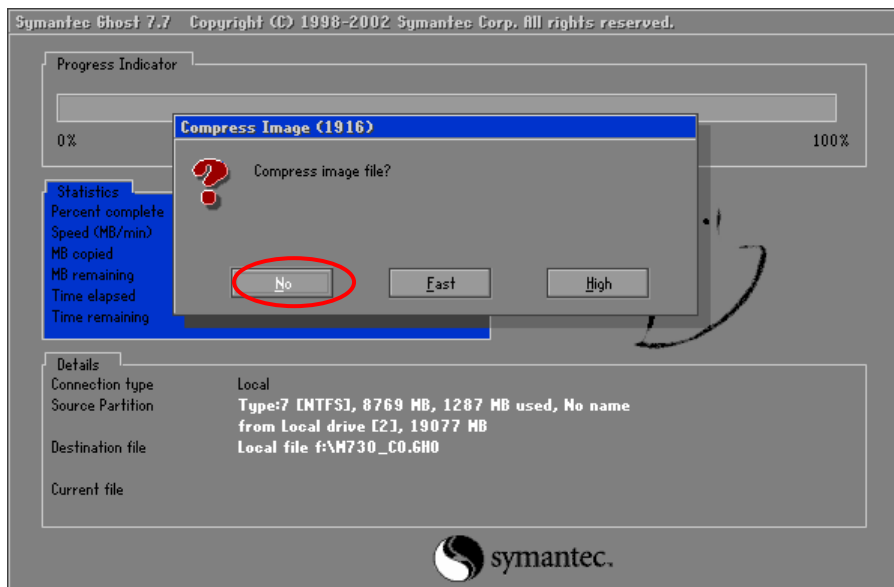 Symantec Ghost 7.7 Copyright (C) 1998-2002 Symantec Corp. All rights reserved.
Progress Indicator
0%
100%
Compress Image (1916)
Compress image file?
No
Fast
High
Statistics
Percent complete
Speed (MB/min)
MB copied
MB remaining
Time elapsed
Time remaining
Details
Connection type Local
Source Partition Type:7 [NTFS], 8769 MB, 1287 MB used, No name
from Local drive [2], 19077 MB
Destination file Local file f:\M730_C0.GHO
Current file
symantec.